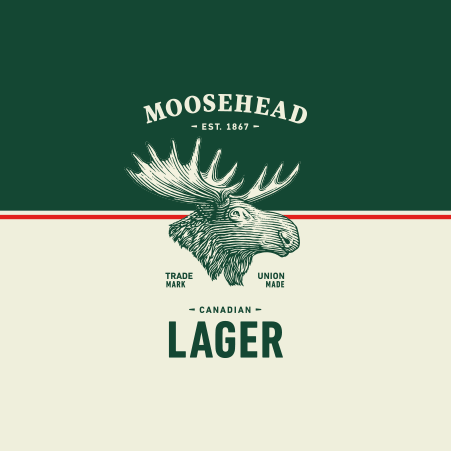 MOOSEHEAD
EST. 1867
TRADE MARK
UNION MADE
CANADIAN
LAGER